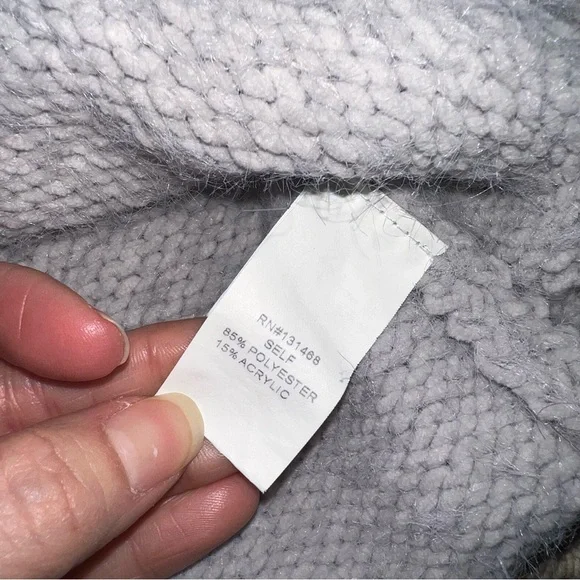 RN#131468
SELF
85% POLYESTER
15% ACRYLIC